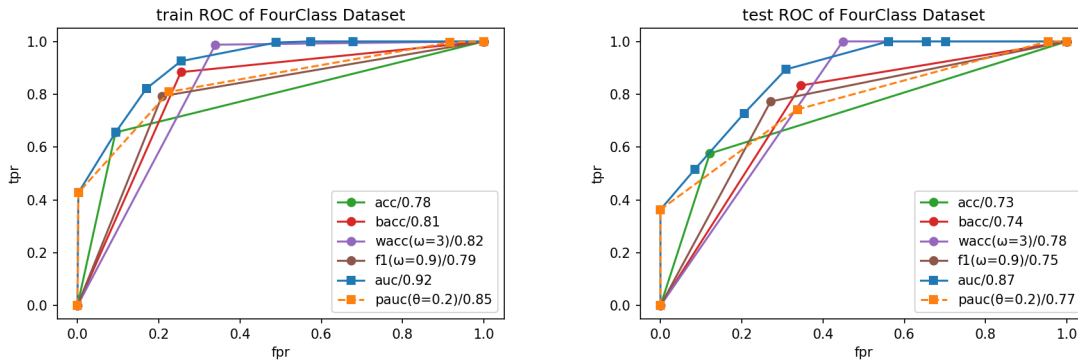 train ROC of FourClass Dataset
1.0
0.8
0.6
0.4
0.2
0.0
tpr
acc/0.78
bacc/0.81
wacc(ω=3)/0.82
f1(ω=0.9)/0.79
auc/0.92
pauc(θ=0.2)/0.85
0.0 0.2 0.4 0.6 0.8 1.0
fpr
test ROC of FourClass Dataset
1.0
0.8
0.6
0.4
0.2
0.0
tpr
acc/0.73
bacc/0.74
wacc(ω=3)/0.78
f1(ω=0.9)/0.75
auc/0.87
pauc(θ=0.2)/0.77
0.0 0.2 0.4 0.6 0.8 1.0
fpr